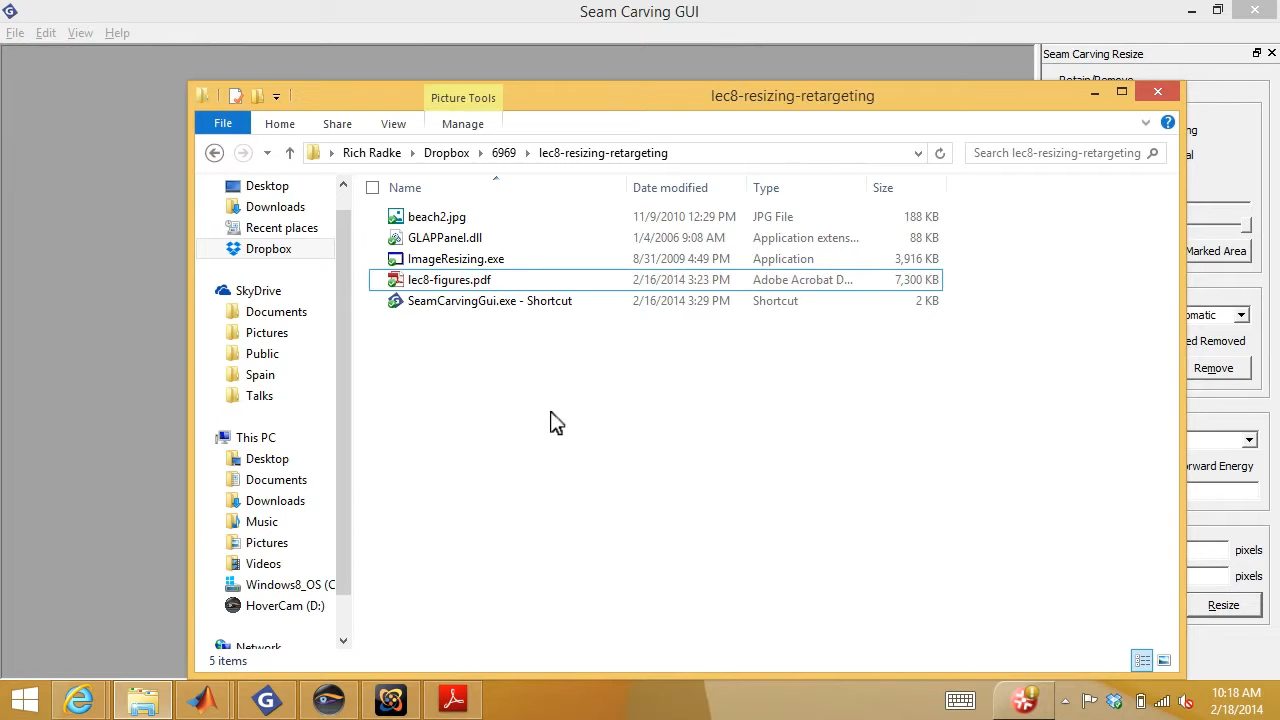 Seam Carving GUI
File Edit View Help
Seam Carving Resize
Retain/Remove
Picture Tools
lec8-resizing-retargeting
File Home Share View Manage
Rich Radke Dropbox 6969 lec8-resizing-retargeting
Search lec8-resizing-retargeting
Name Date modified Type Size
beach2.jpg 11/9/2010 12:29 PM JPG File 188 KB
GLAPPanel.dll 1/4/2006 9:08 AM Application extens... 88 KB
ImageResizing.exe 8/31/2009 4:49 PM Application 3,916 KB
lec8-figures.pdf 2/16/2014 3:23 PM Adobe Acrobat D... 7,300 KB
SeamCarvingGui.exe - Shortcut 2/16/2014 3:29 PM Shortcut 2 KB
Desktop
Downloads
Recent places
Dropbox
SkyDrive
Documents
Pictures
Public
Spain
Talks
This PC
Desktop
Documents
Downloads
Music
Pictures
Videos
Windows8_OS (C
HoverCam (D:)
Network
5 items
ng
al
Marked Area
matic
ed Removed
Remove
orward Energy
pixels
pixels
Resize
10:18 AM
2/18/2014